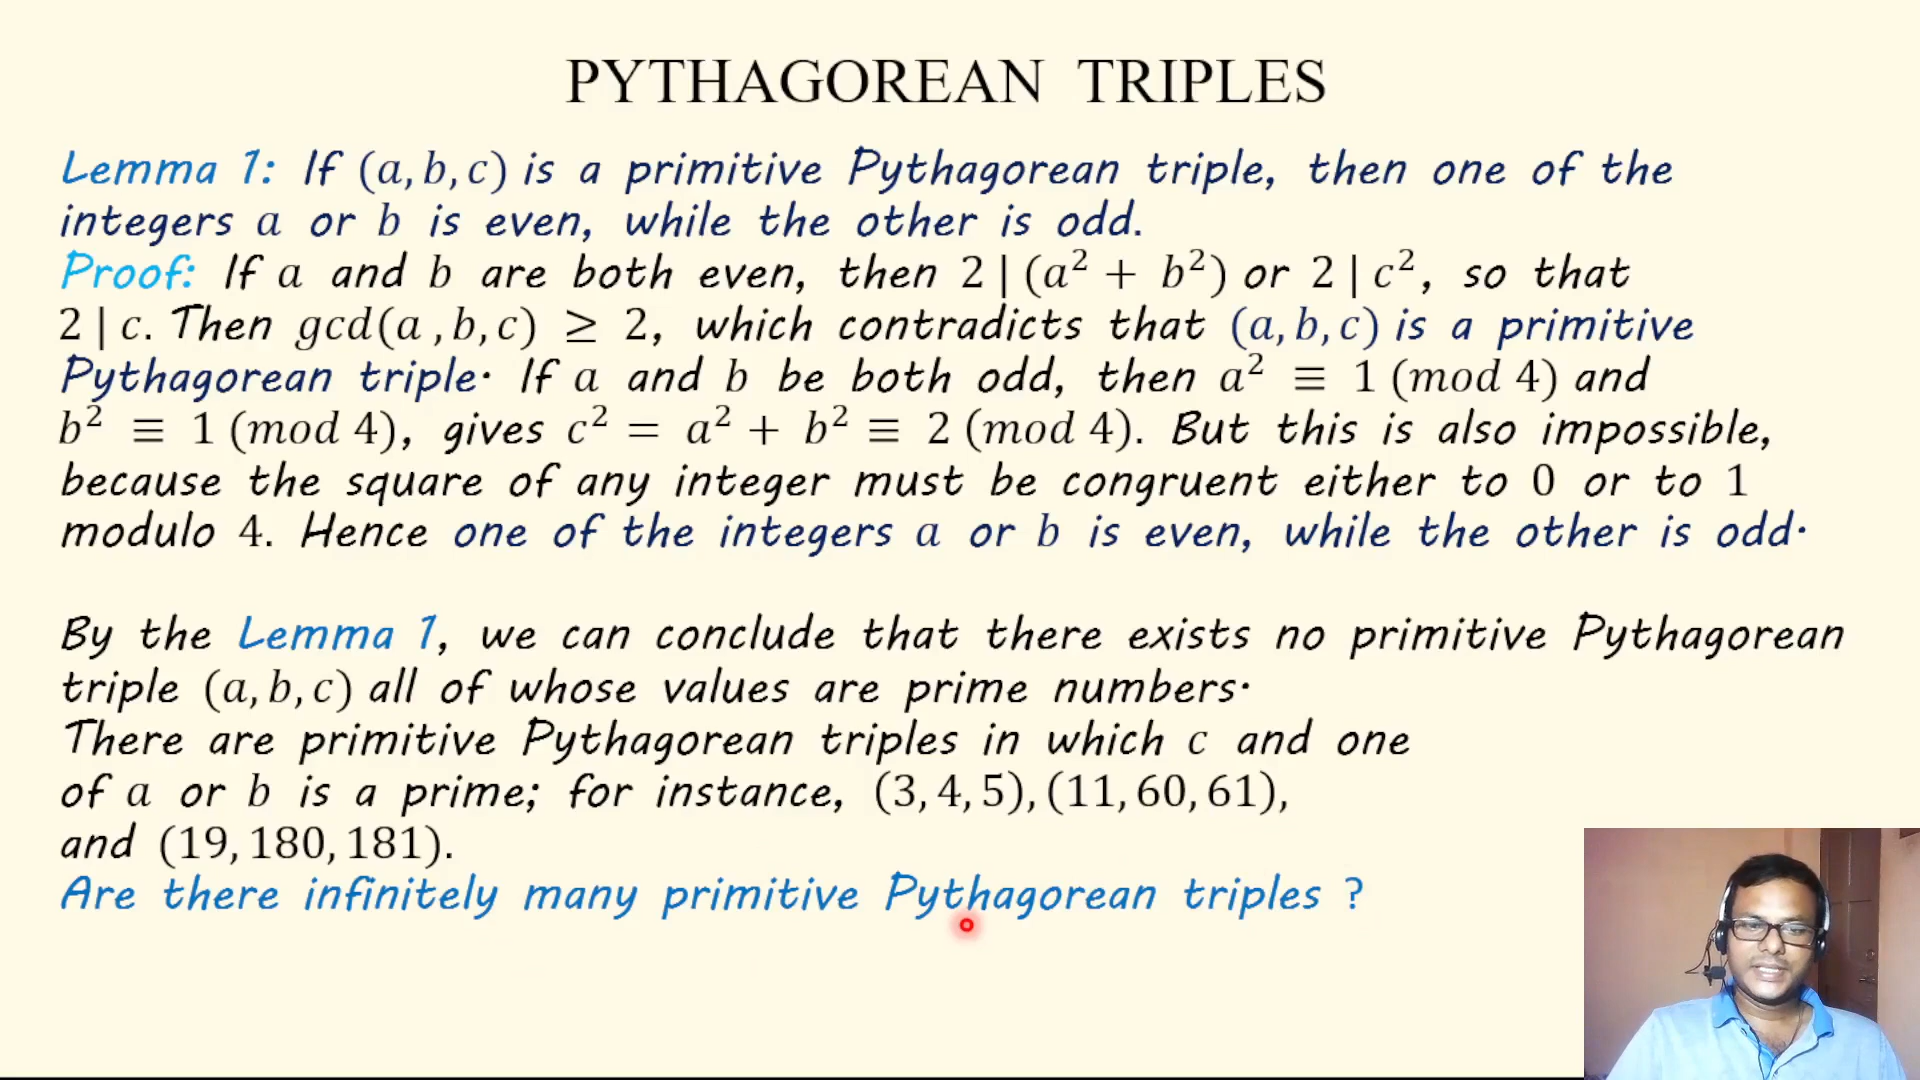 PYTHAGOREAN TRIPLES
Lemma 1: If (a, b, c) is a primitive Pythagorean triple, then one of the
integers a or b is even, while the other is odd.
Proof: If a and b are both even, then 2 | (a² + b²) or 2 | c², so that
2 | c. Then gcd(a , b, c) ≥ 2, which contradicts that (a, b, c) is a primitive
Pythagorean triple· If a and b be both odd, then a² ≡ 1 (mod 4) and
b² ≡ 1 (mod 4), gives c² = a² + b² ≡ 2 (mod 4). But this is also impossible,
because the square of any integer must be congruent either to 0 or to 1
modulo 4. Hence one of the integers a or b is even, while the other is odd·
By the Lemma 1, we can conclude that there exists no primitive Pythagorean
triple (a, b, c) all of whose values are prime numbers·
There are primitive Pythagorean triples in which c and one
of a or b is a prime; for instance, (3, 4, 5), (11, 60, 61),
and (19, 180, 181).
Are there infinitely many primitive Pythagorean triples ?